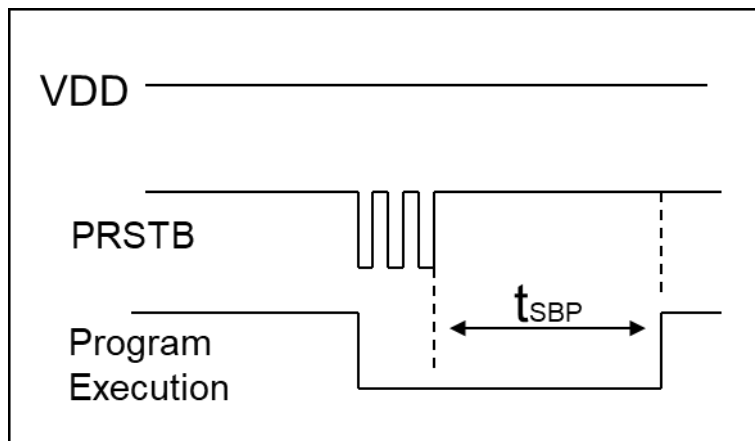 VDD
PRSTB
tSBP
Program
Execution